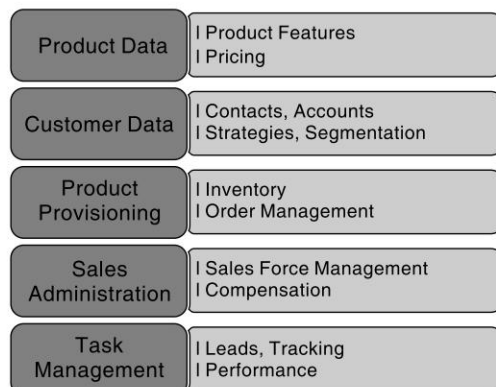 Product Data
l Product Features
l Pricing
Customer Data
l Contacts, Accounts
l Strategies, Segmentation
Product
Provisioning
l Inventory
l Order Management
Sales
Administration
l Sales Force Management
l Compensation
Task
Management
l Leads, Tracking
l Performance